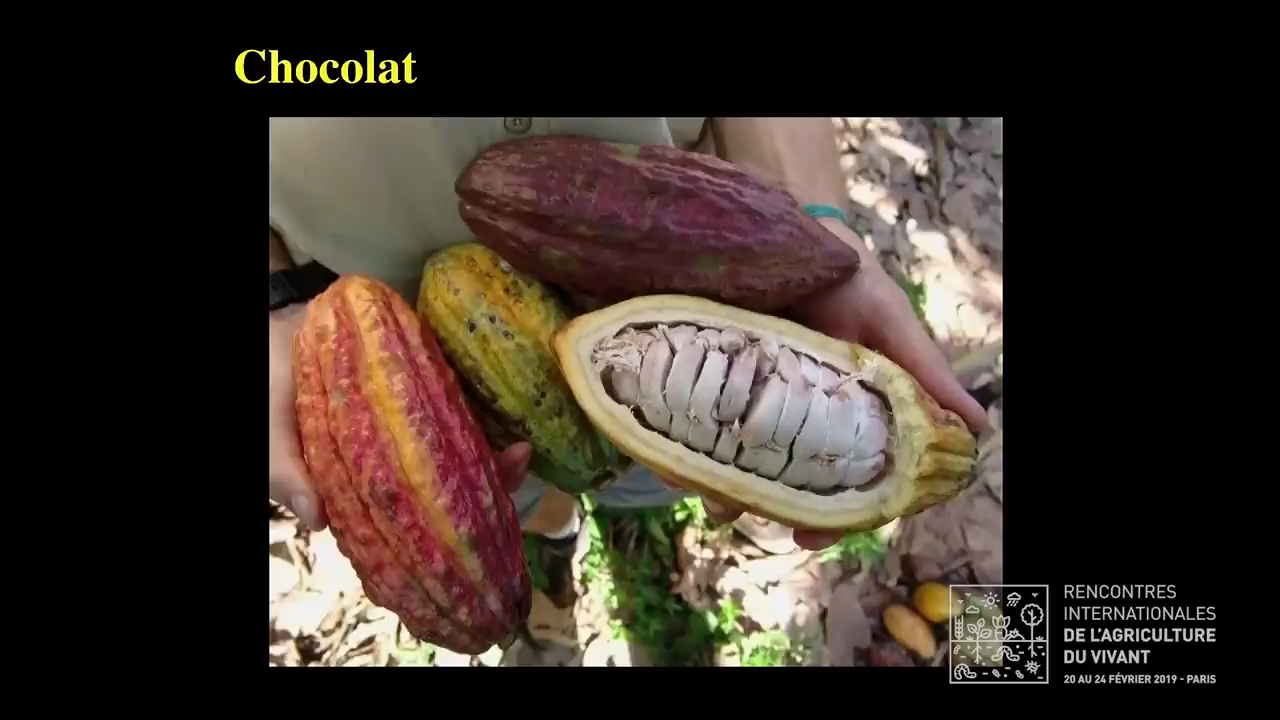 Chocolat
RENCONTRES
INTERNATIONALES
DE L'AGRICULTURE
DU VIVANT
20 AU 24 FÉVRIER 2019 - PARIS